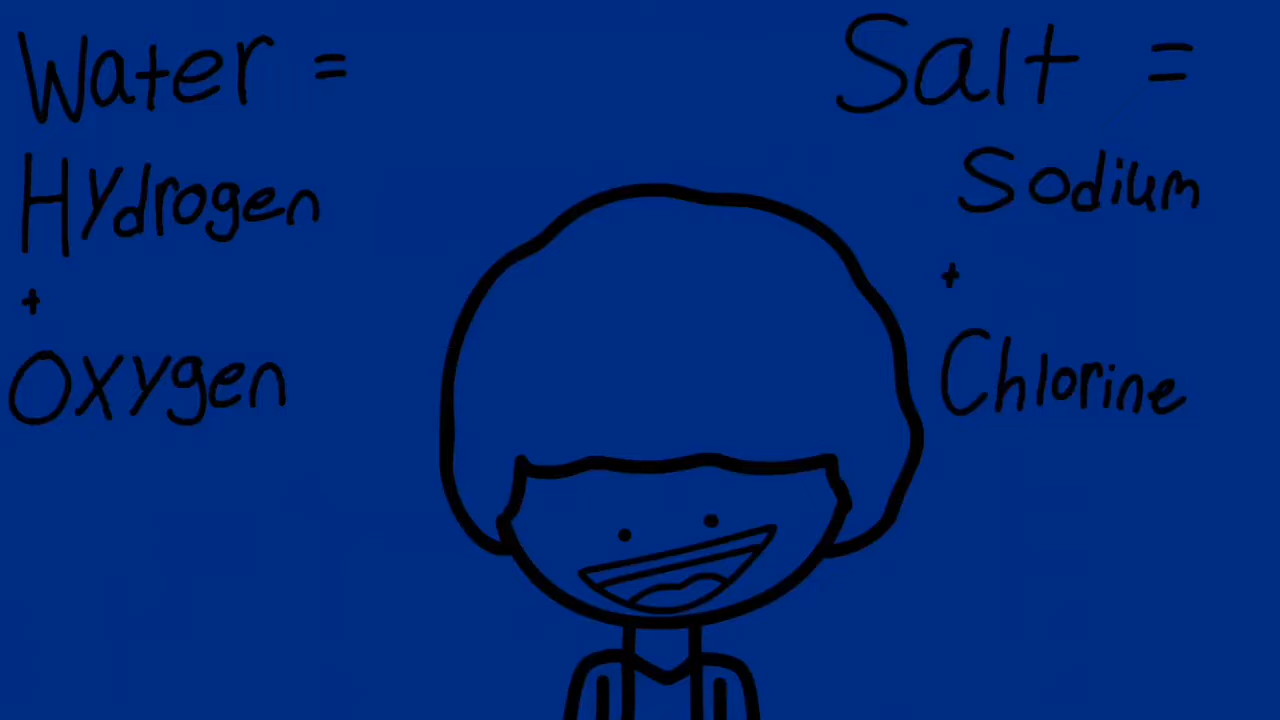 Water =
Hydrogen
+
Oxygen
Salt =
Sodium
+
Chlorine